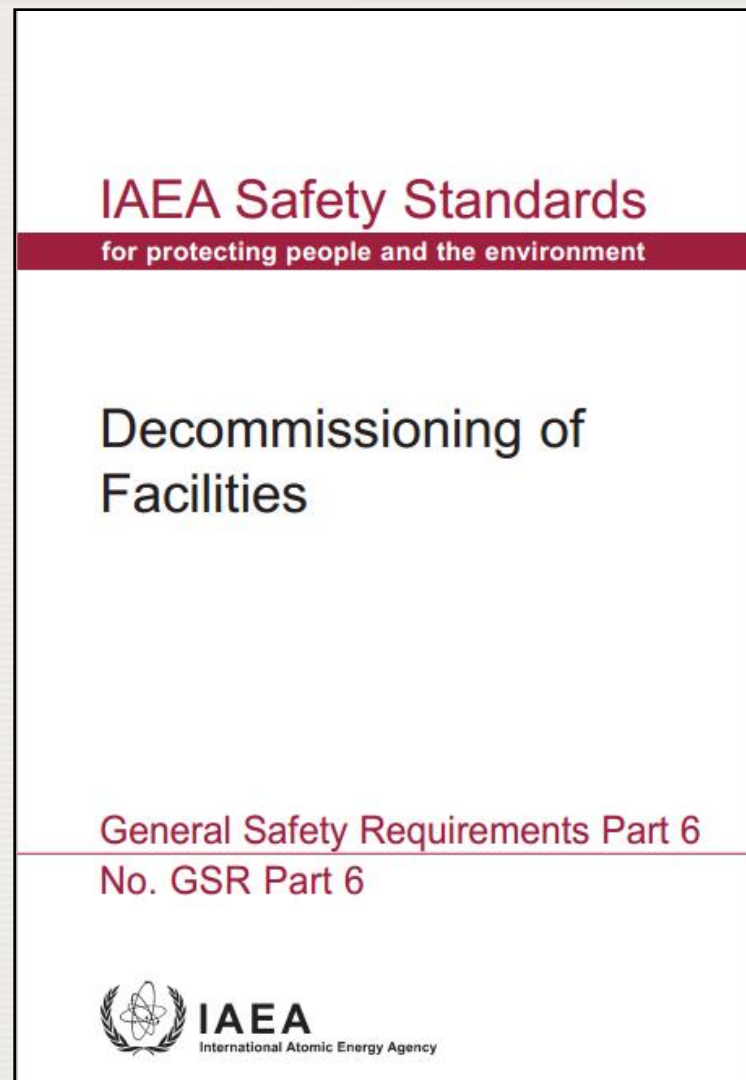 IAEA Safety Standards
for protecting people and the environment
Decommissioning of
Facilities
General Safety Requirements Part 6
No. GSR Part 6
IAEA
International Atomic Energy Agency